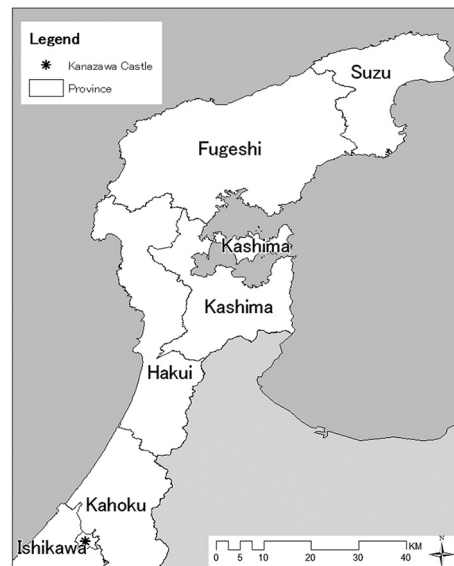 Legend
Kanazawa Castle
Province
Suzu
Fugeshi
Kashima
Kashima
Hakui
Kahoku
Ishikawa
KM
0 5 10 20 30 40
N